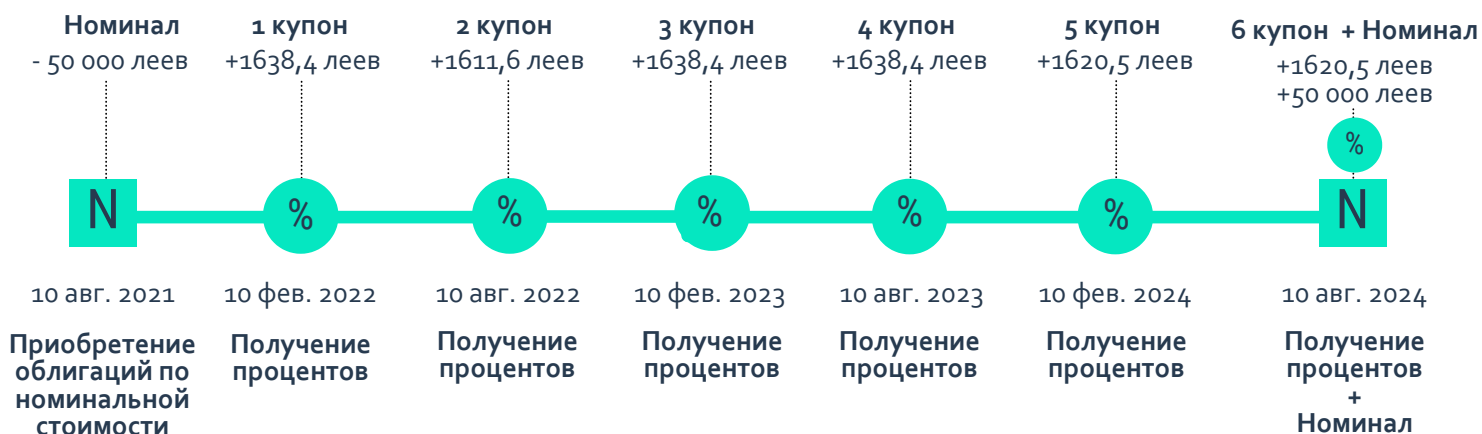 Номинал
- 50 000 леев
1 купон
+1638,4 леев
2 купон
+1611,6 леев
3 купон
+1638,4 леев
4 купон
+1638,4 леев
5 купон
+1620,5 леев
6 купон + Номинал
+1620,5 леев
+50 000 леев
%
N
%
%
%
%
%
N
10 авг. 2021
10 фев. 2022
10 авг. 2022
10 фев. 2023
10 авг. 2023
10 фев. 2024
10 авг. 2024
Приобретение
облигаций по
номинальной
стоимости
Получение
процентов
Получение
процентов
Получение
процентов
Получение
процентов
Получение
процентов
Получение
процентов
+
Номинал